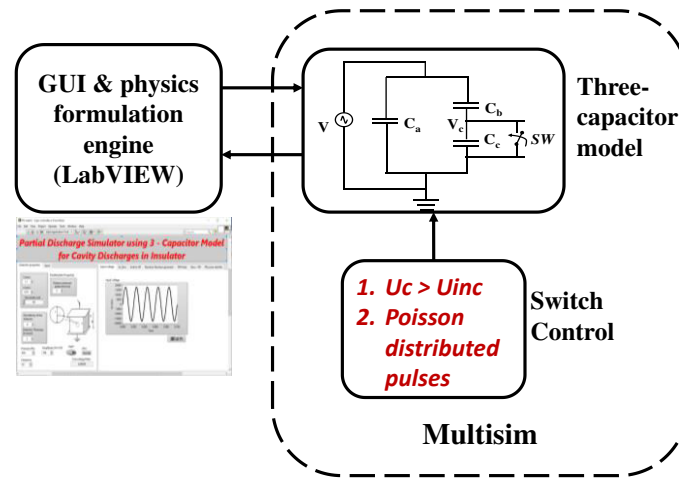 GUI & physics
formulation
engine
(LabVIEW)
V
Ca
Cb
Vc
Cc
SW
Three-
capacitor
model
Partial Discharge Simulator using 3 - Capacitor Model
for Cavity Discharges in Insulator
1. Uc > Uinc
2. Poisson
distributed
pulses
Switch
Control
Multisim